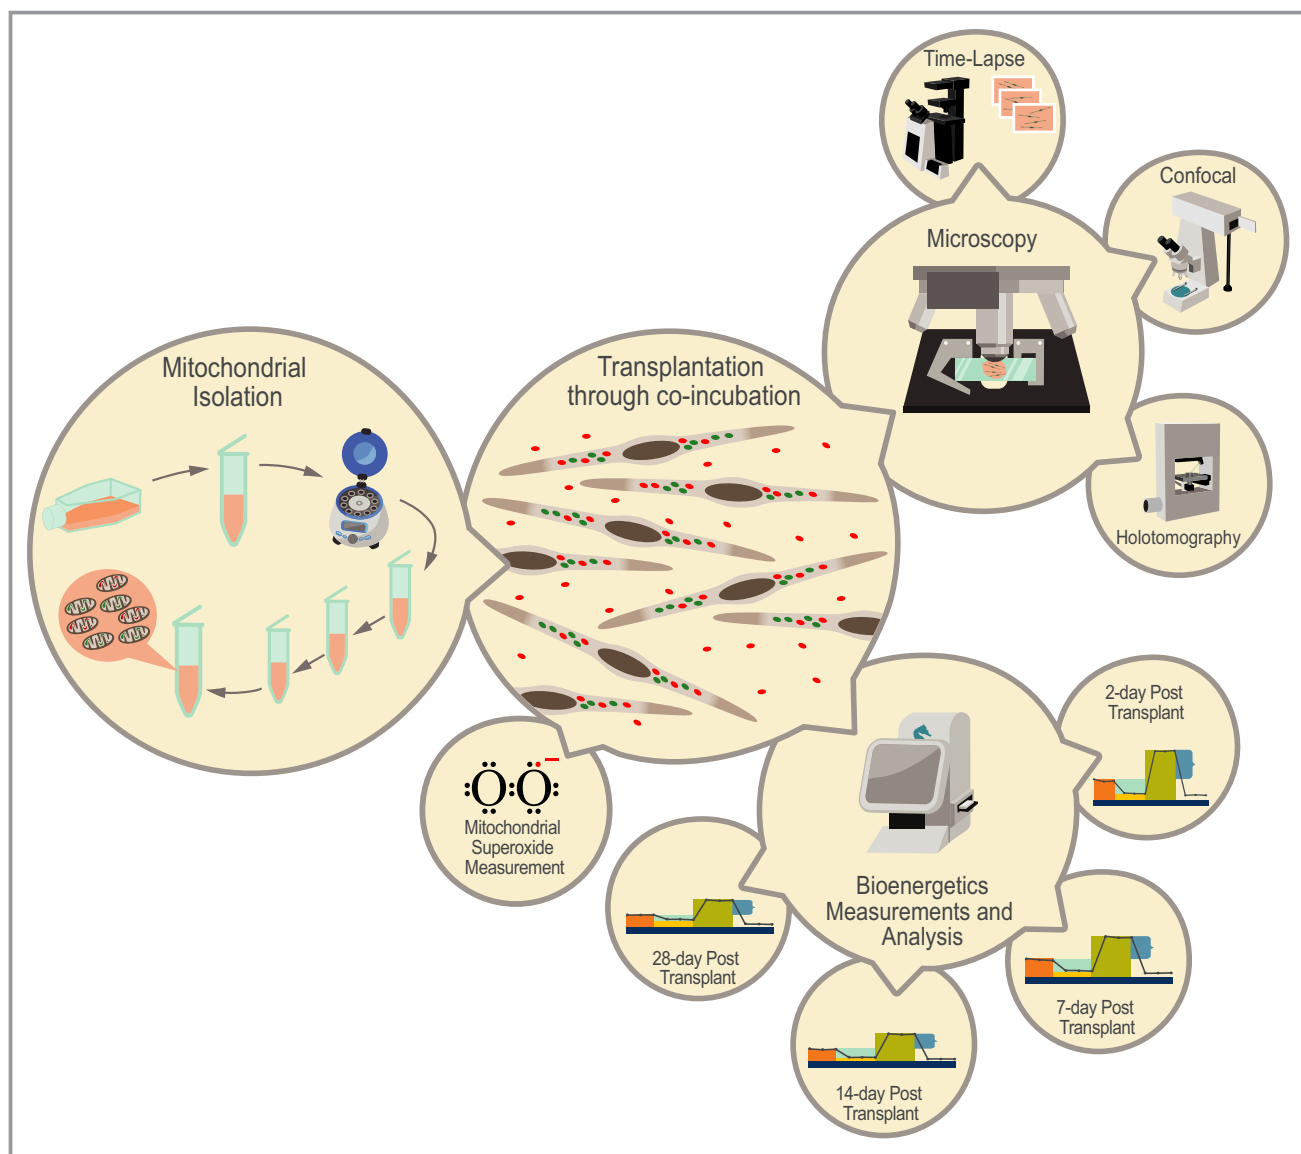 Time-Lapse
Confocal
Microscopy
Holotomography
Mitochondrial
Isolation
Transplantation
through co-incubation
:Ö:Ö:−
Mitochondrial
Superoxide
Measurement
Bioenergetics
Measurements and
Analysis
2-day Post
Transplant
7-day Post
Transplant
14-day Post
Transplant
28-day Post
Transplant